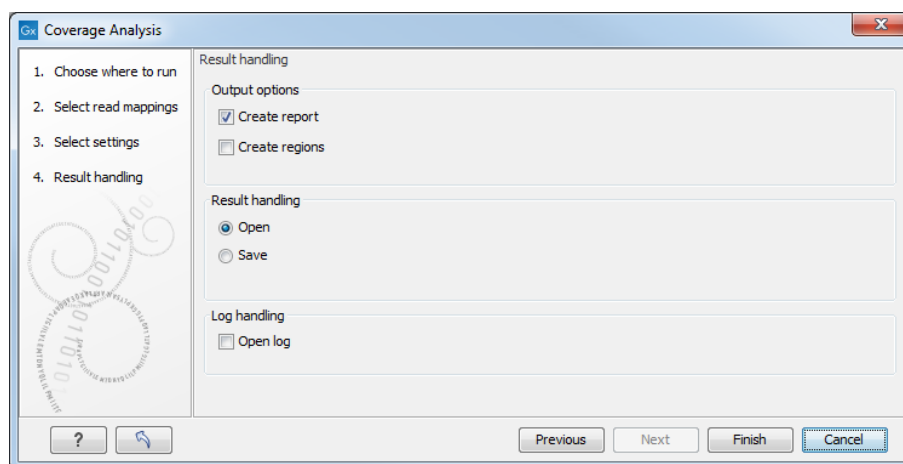 Gx Coverage Analysis
1. Choose where to run
2. Select read mappings
3. Select settings
4. Result handling
Result handling
Output options
Create report
Create regions
Result handling
Open
Save
Log handling
Open log
?
Previous
Next
Finish
Cancel